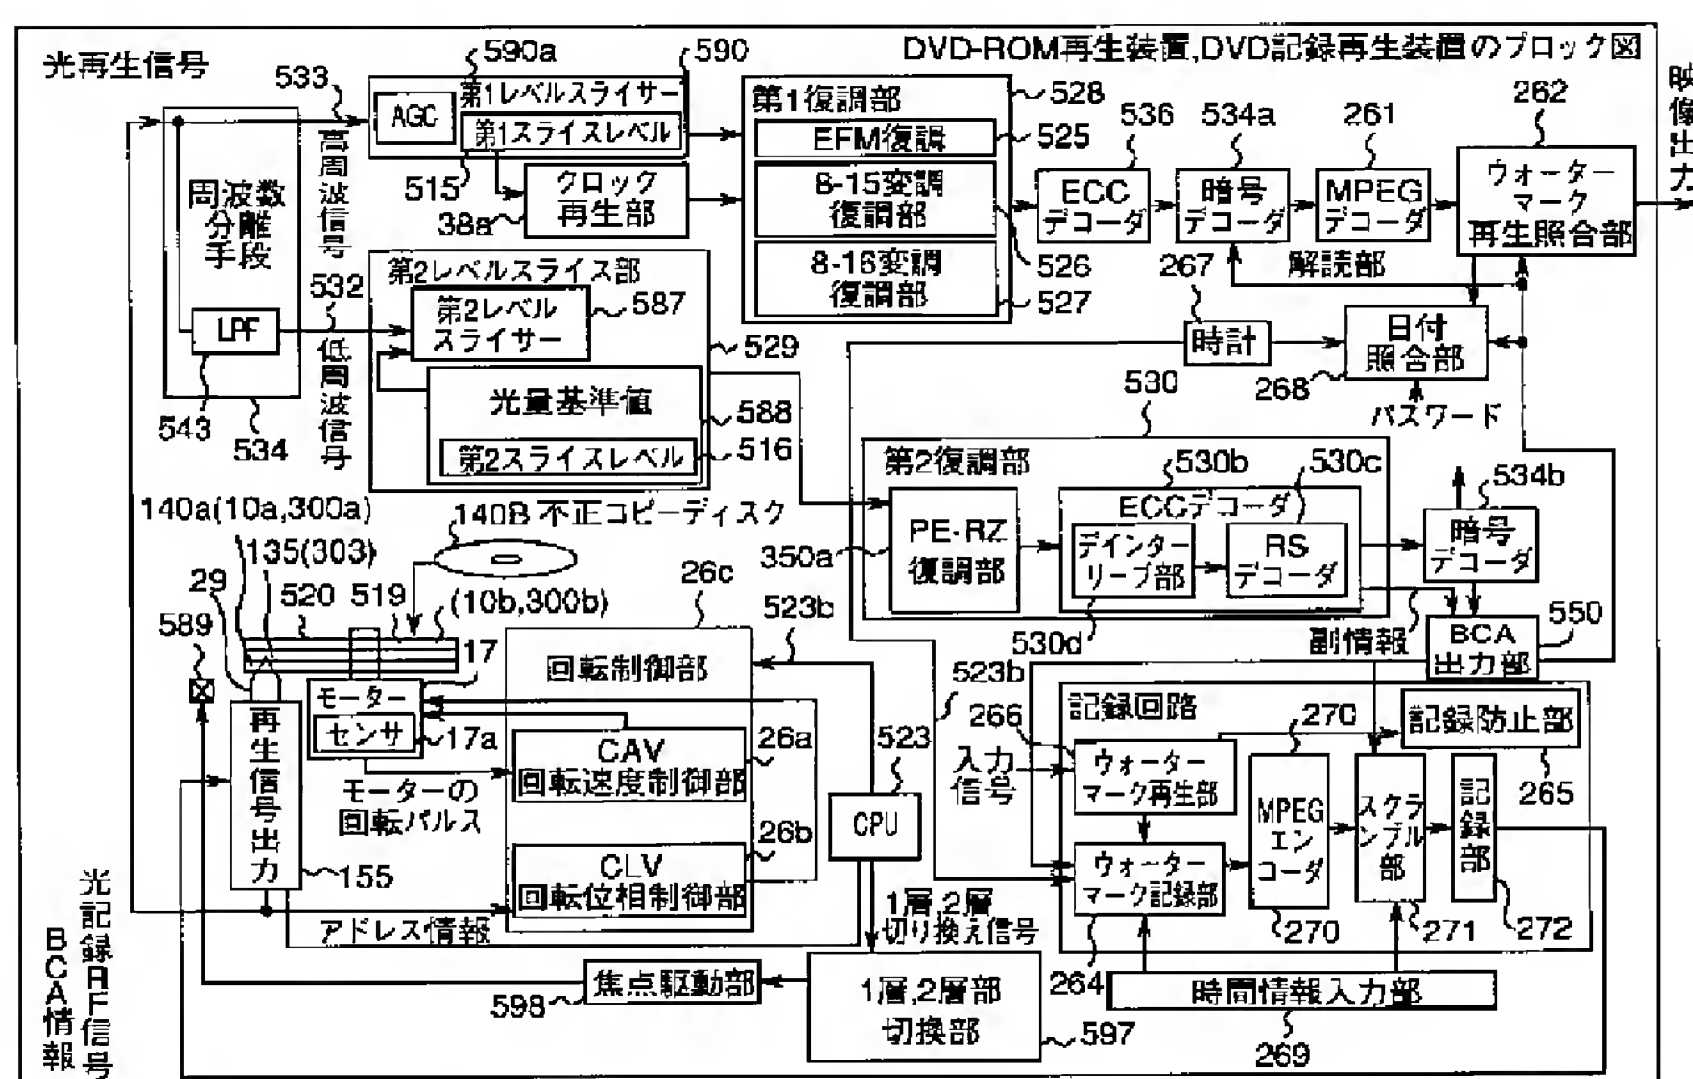 DVD-ROM再生装置,DVD記録再生装置のブロック図
光再生信号
533
590a
590
第1レベルスライサー
AGC
第1スライスレベル
515
高周波信号
周波数
分離
手段
クロック
再生部
38a
第1復調部
528
EFM復調
525
8-15変調
復調部
526
8-16変調
復調部
527
536
ECC
デコーダ
534a
暗号
デコーダ
261
MPEG
デコーダ
262
ウォーター
マーク
再生照合部
映像出力
解読部
267
時計
日付
照合部
268
パスワード
第2レベルスライス部
532
第2レベル
スライサー
587
LPF
低周波信号
529
光量基準値
588
第2スライスレベル
516
543
534
530
第2復調部
530b
530c
ECCデコーダ
PE-RZ
復調部
350a
デインター
リーブ部
RS
デコーダ
530d
534b
暗号
デコーダ
副情報
BCA
出力部
550
140a(10a,300a)
140B 不正コピーディスク
135(303)
29
520
519
(10b,300b)
589
17
モーター
センサ
17a
モーターの
回転パルス
再生信号出力
155
26c
523b
回転制御部
CAV
回転速度制御部
26a
CLV
回転位相制御部
26b
アドレス情報
523
CPU
1層,2層
切り換え信号
1層,2層部
切換部
597
焦点駆動部
598
523b
記録回路
266
入力
信号
ウォーター
マーク再生部
270
記録防止部
265
ウォーター
マーク記録部
264
MPEG
エン
コーダ
270
スクラ
ンブル
部
271
記録部
272
時間情報入力部
269
光記録RF信号
BCA情報